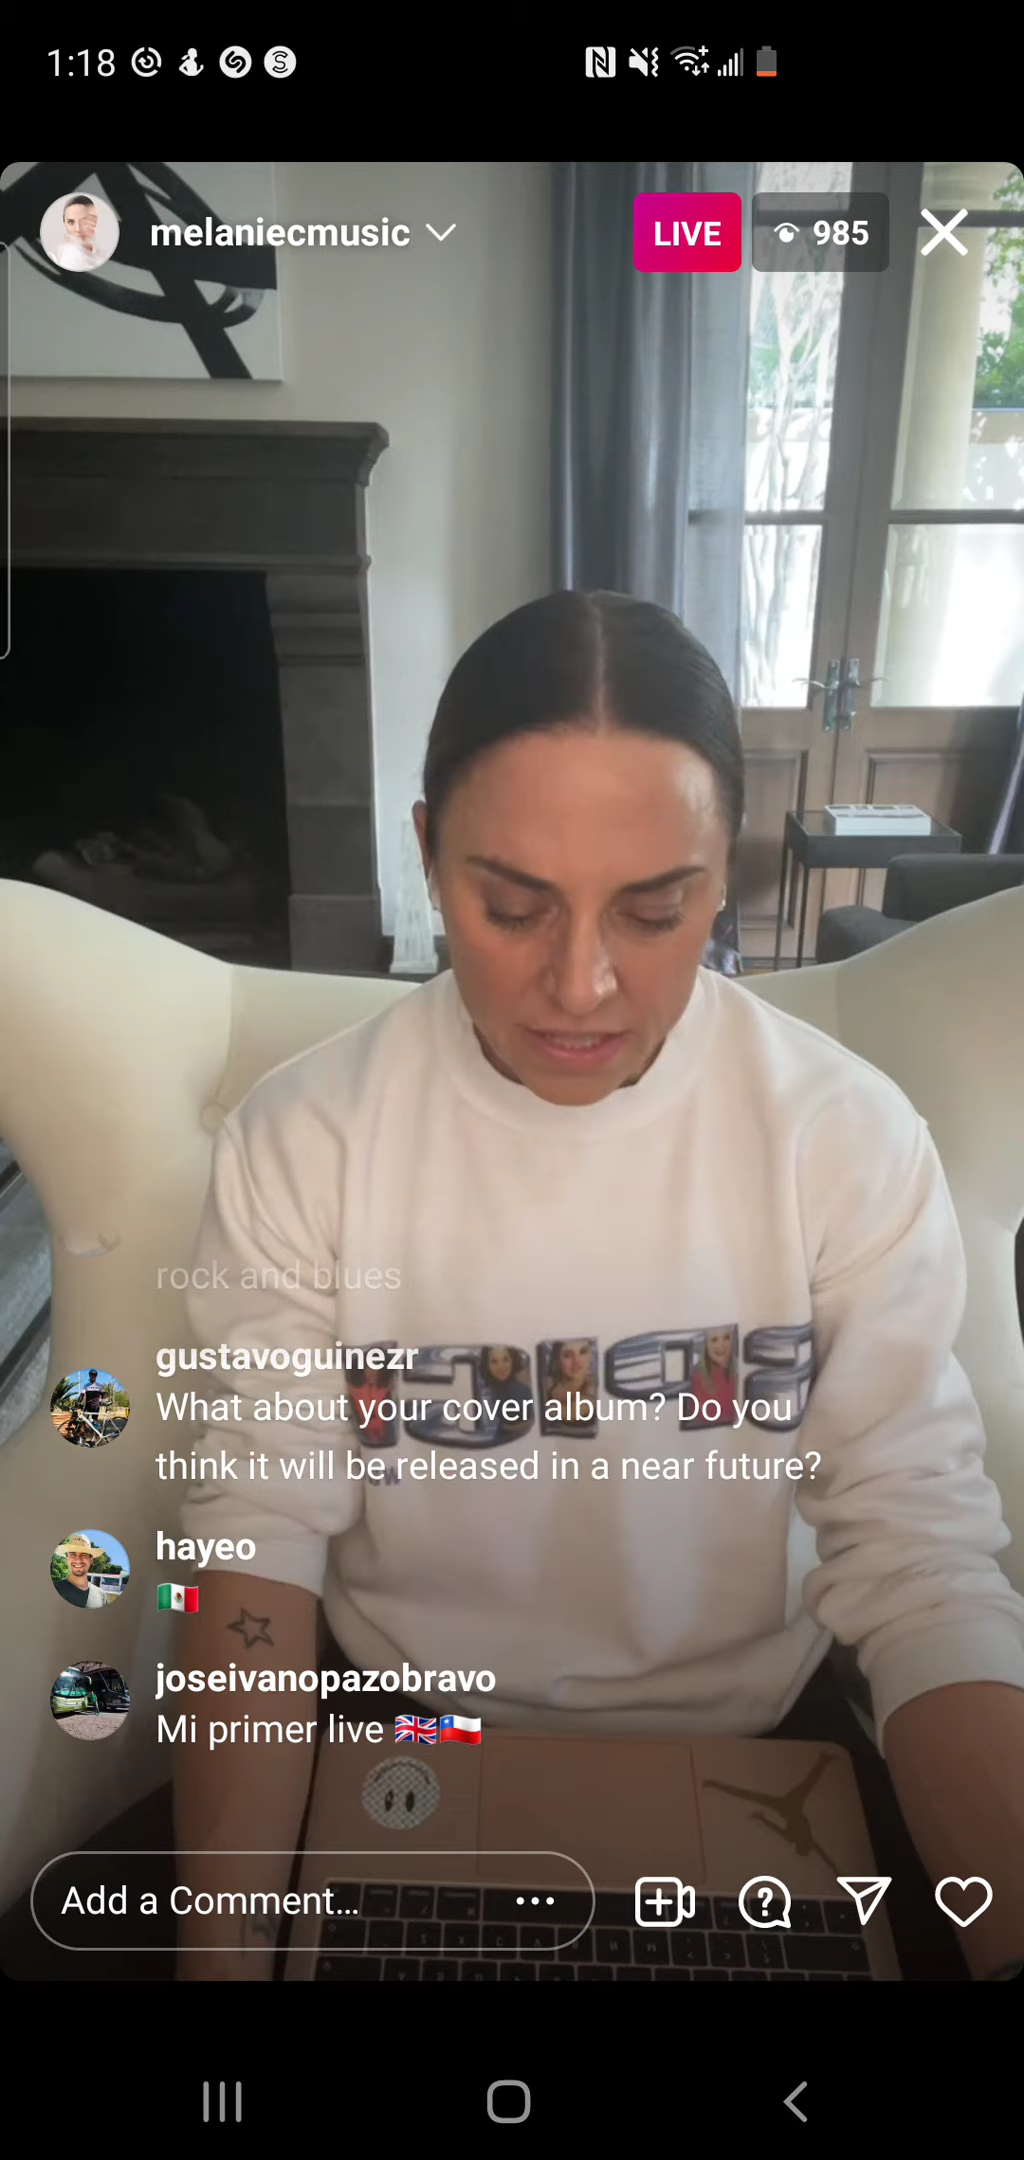 1:18
melaniecmusic
LIVE
985
rock and blues
gustavoguinezr
What about your cover album? Do you
think it will be released in a near future?
hayeo
joseivanopazobravo
Mi primer live
Add a Comment...